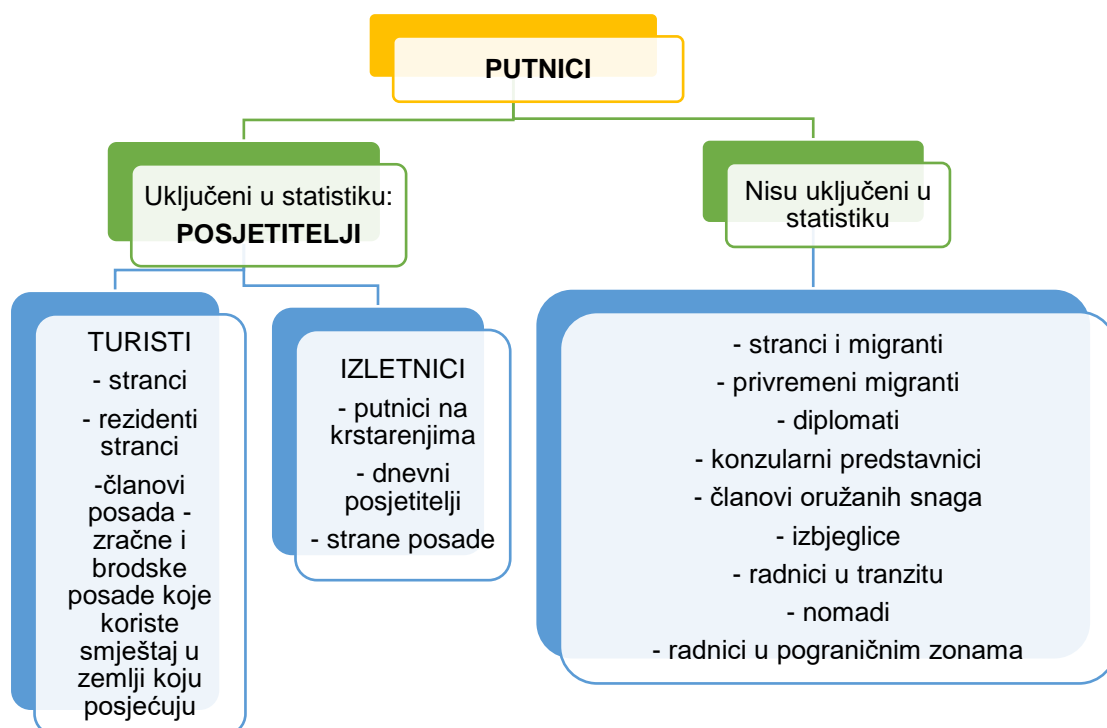 PUTNICI
Uključeni u statistiku:
POSJETITELJI
Nisu uključeni u
statistiku
TURISTI
- stranci
- rezidenti
stranci
-članovi
posada -
zračne i
brodske
posade koje
koriste
smještaj u
zemlji koju
posjećuju
IZLETNICI
- putnici na
krstarenjima
- dnevni
posjetitelji
- strane posade
- stranci i migranti
- privremeni migranti
- diplomati
- konzularni predstavnici
- članovi oružanih snaga
- izbjeglice
- radnici u tranzitu
- nomadi
- radnici u pograničnim zonama